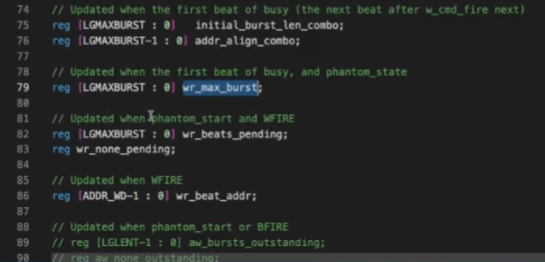 74 // Updated when the first beat of busy (the next beat after w_cmd_fire next)
75 reg [LGMAXBURST : 0] initial_burst_len_combo;
76 reg [LGMAXBURST-1 : 0] addr_align_combo;
77
78 // Updated when the first beat of busy, and phantom_state
79 reg [LGMAXBURST : 0] wr_max_burst;
80
81 // Updated when phantom_start and WFIRE
82 reg [LGMAXBURST : 0] wr_beats_pending;
83 reg wr_none_pending;
84
85 // Updated when WFIRE
86 reg [ADDR_WD-1 : 0] wr_beat_addr;
87
88 // Updated when phantom_start or BFIRE
89 // reg [LGLENT-1 : 0] aw_bursts_outstanding;
90 // reg aw_none_outstanding;